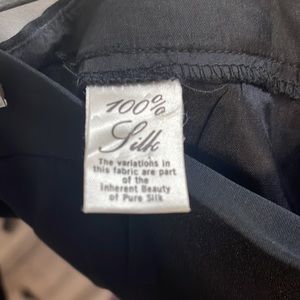 100%
Silk
The variations in
this fabric are part
of the
Inherent Beauty
of Pure Silk